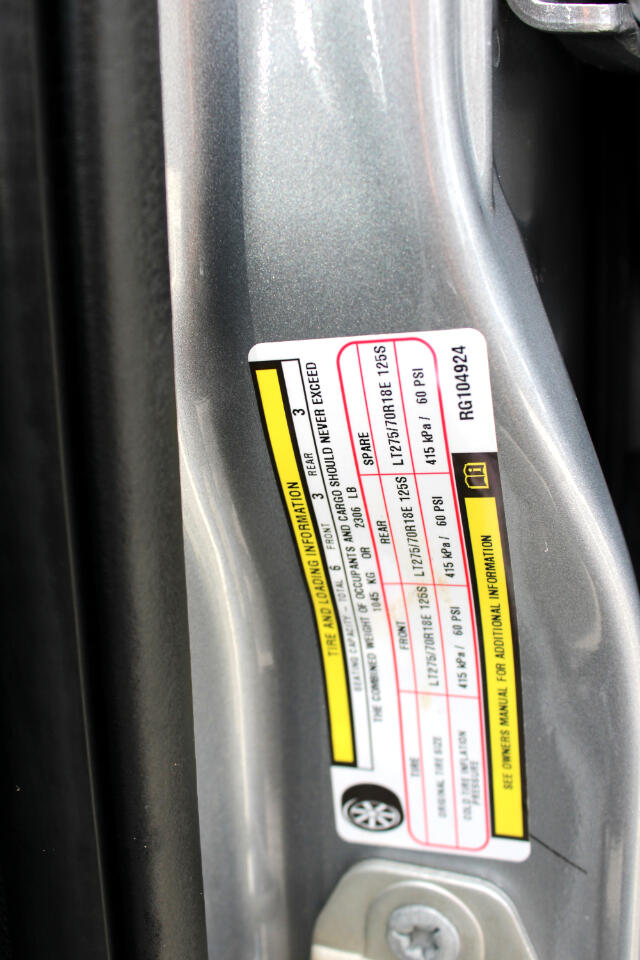 TIRE AND LOADING INFORMATION
SEATING CAPACITY - TOTAL 6 FRONT 3 REAR 3
THE COMBINED WEIGHT OF OCCUPANTS AND CARGO SHOULD NEVER EXCEED
1045 KG OR 2306 LB
TIRE FRONT REAR SPARE
ORIGINAL TIRE SIZE LT275/70R18E 125S LT275/70R18E 125S LT275/70R18E 125S
COLD TIRE INFLATION PRESSURE 415 kPa / 60 PSI 415 kPa / 60 PSI 415 kPa / 60 PSI
SEE OWNERS MANUAL FOR ADDITIONAL INFORMATION
RG104924